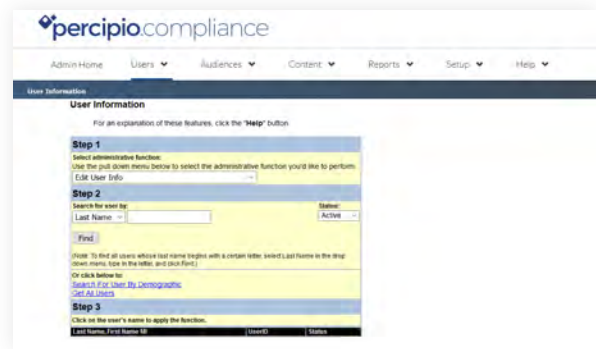 percipio.compliance
Admin Home Users Audiences Content Reports Setup Help
User Information
User Information
For an explanation of these features, click the "Help" button
Step 1
Select administrative function:
Use the pull down menu below to select the administrative function you'd like to perform.
Edit User Info
Step 2
Search for user by: Status:
Last Name Active
Find
(Note: To find all users whose last name begins with a certain letter, select Last Name in the drop
down menu, type in the letter, and click Find.)
Or click below to:
Search For User By Demographic
Get All Users
Step 3
Click on the user's name to apply the function.
Last Name, First Name MI UserID Status